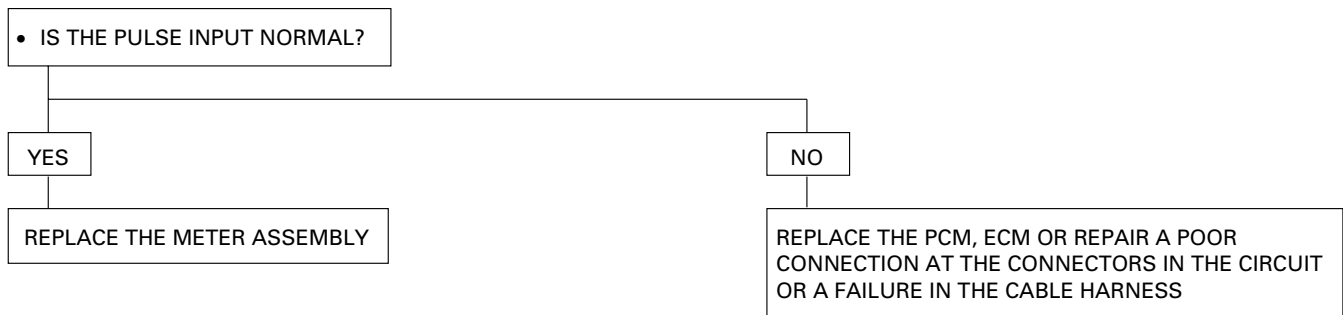 • IS THE PULSE INPUT NORMAL?
YES
NO
REPLACE THE METER ASSEMBLY
REPLACE THE PCM, ECM OR REPAIR A POOR
CONNECTION AT THE CONNECTORS IN THE CIRCUIT
OR A FAILURE IN THE CABLE HARNESS